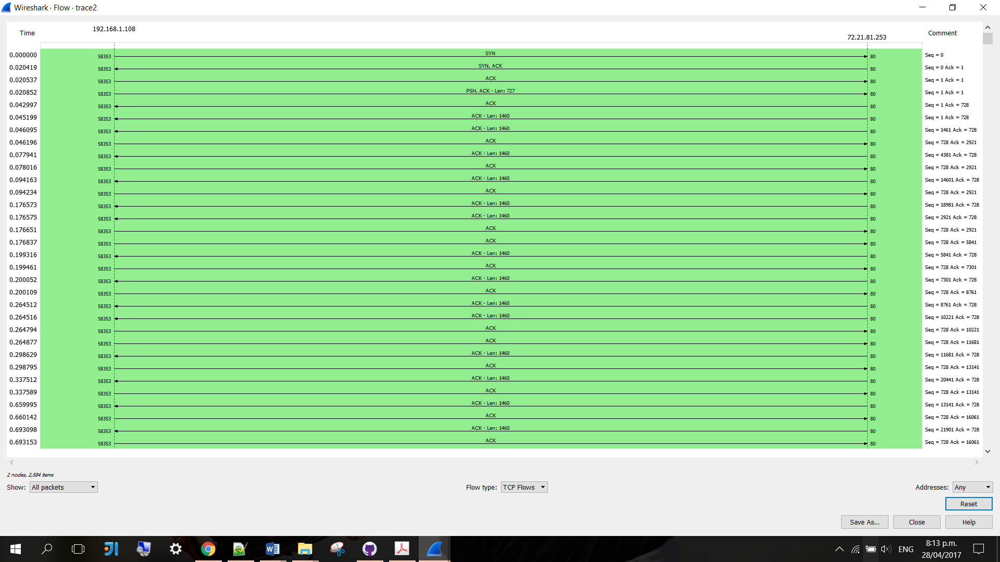 Wireshark · Flow · trace2
Time 192.168.1.108 72.21.81.253 Comment
0.000000 58353 SYN 80 Seq = 0
0.020419 58353 SYN, ACK 80 Seq = 0 Ack = 1
0.020537 58353 ACK 80 Seq = 1 Ack = 1
0.020852 58353 PSH, ACK - Len: 727 80 Seq = 1 Ack = 1
0.042997 58353 ACK 80 Seq = 1 Ack = 728
0.045199 58353 ACK - Len: 1460 80 Seq = 1 Ack = 728
0.046095 58353 ACK - Len: 1460 80 Seq = 1461 Ack = 728
0.046196 58353 ACK 80 Seq = 728 Ack = 2921
0.077941 58353 ACK - Len: 1460 80 Seq = 4381 Ack = 728
0.078016 58353 ACK 80 Seq = 728 Ack = 2921
0.094163 58353 ACK - Len: 1460 80 Seq = 14601 Ack = 728
0.094234 58353 ACK 80 Seq = 728 Ack = 2921
0.176573 58353 ACK - Len: 1460 80 Seq = 18981 Ack = 728
0.176575 58353 ACK - Len: 1460 80 Seq = 2921 Ack = 728
0.176651 58353 ACK 80 Seq = 728 Ack = 2921
0.176837 58353 ACK 80 Seq = 728 Ack = 5841
0.199316 58353 ACK - Len: 1460 80 Seq = 5841 Ack = 728
0.199461 58353 ACK 80 Seq = 728 Ack = 7301
0.200052 58353 ACK - Len: 1460 80 Seq = 7301 Ack = 728
0.200109 58353 ACK 80 Seq = 728 Ack = 8761
0.264512 58353 ACK - Len: 1460 80 Seq = 8761 Ack = 728
0.264516 58353 ACK - Len: 1460 80 Seq = 10221 Ack = 728
0.264794 58353 ACK 80 Seq = 728 Ack = 10221
0.264877 58353 ACK 80 Seq = 728 Ack = 11681
0.298629 58353 ACK - Len: 1460 80 Seq = 11681 Ack = 728
0.298795 58353 ACK 80 Seq = 728 Ack = 13141
0.337512 58353 ACK - Len: 1460 80 Seq = 20441 Ack = 728
0.337589 58353 ACK 80 Seq = 728 Ack = 13141
0.659995 58353 ACK - Len: 1460 80 Seq = 13141 Ack = 728
0.660142 58353 ACK 80 Seq = 728 Ack = 16061
0.693098 58353 ACK - Len: 1460 80 Seq = 21901 Ack = 728
0.693153 58353 ACK 80 Seq = 728 Ack = 16061
2 nodes, 2,584 items
Show: All packets Flow type: TCP Flows Addresses: Any
Reset
Save As... Close Help
ENG 8:13 p.m.
28/04/2017